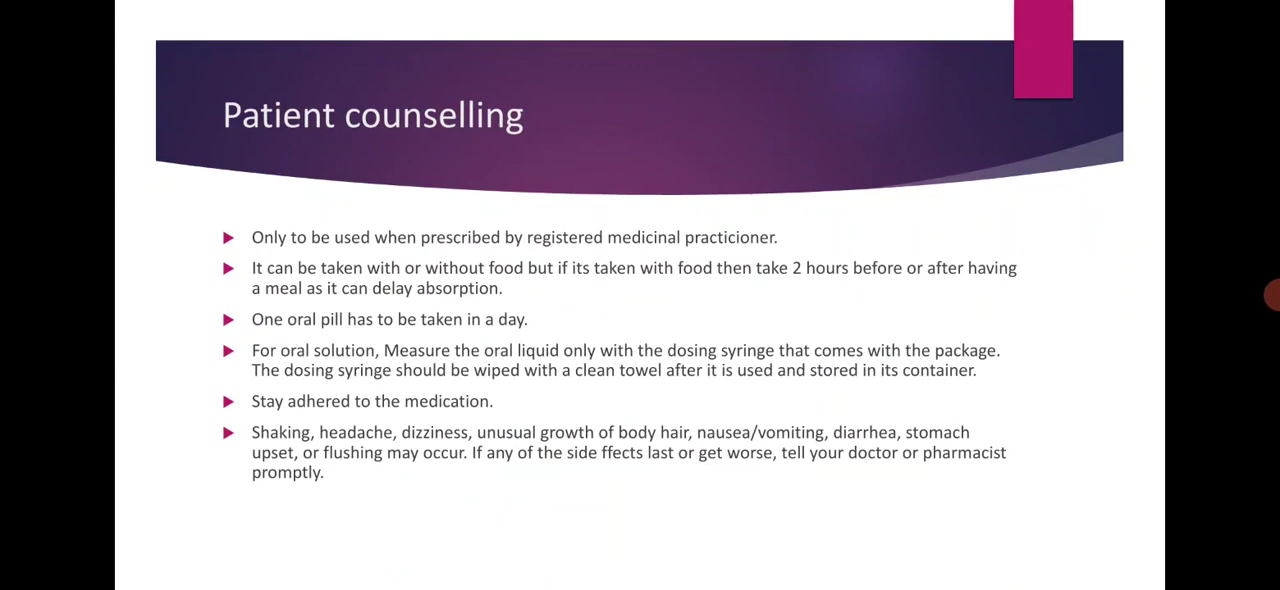 Patient counselling
Only to be used when prescribed by registered medicinal practicioner.
It can be taken with or without food but if its taken with food then take 2 hours before or after having
a meal as it can delay absorption.
One oral pill has to be taken in a day.
For oral solution, Measure the oral liquid only with the dosing syringe that comes with the package.
The dosing syringe should be wiped with a clean towel after it is used and stored in its container.
Stay adhered to the medication.
Shaking, headache, dizziness, unusual growth of body hair, nausea/vomiting, diarrhea, stomach
upset, or flushing may occur. If any of the side ffects last or get worse, tell your doctor or pharmacist
promptly.